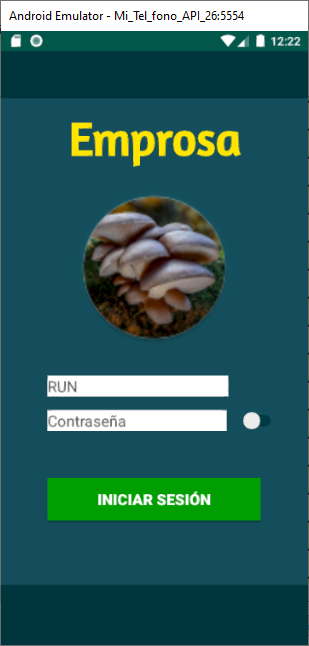 Android Emulator - Mi_Tel_fono_API_26:5554
12:22
Emprosa
RUN
Contraseña
INICIAR SESIÓN